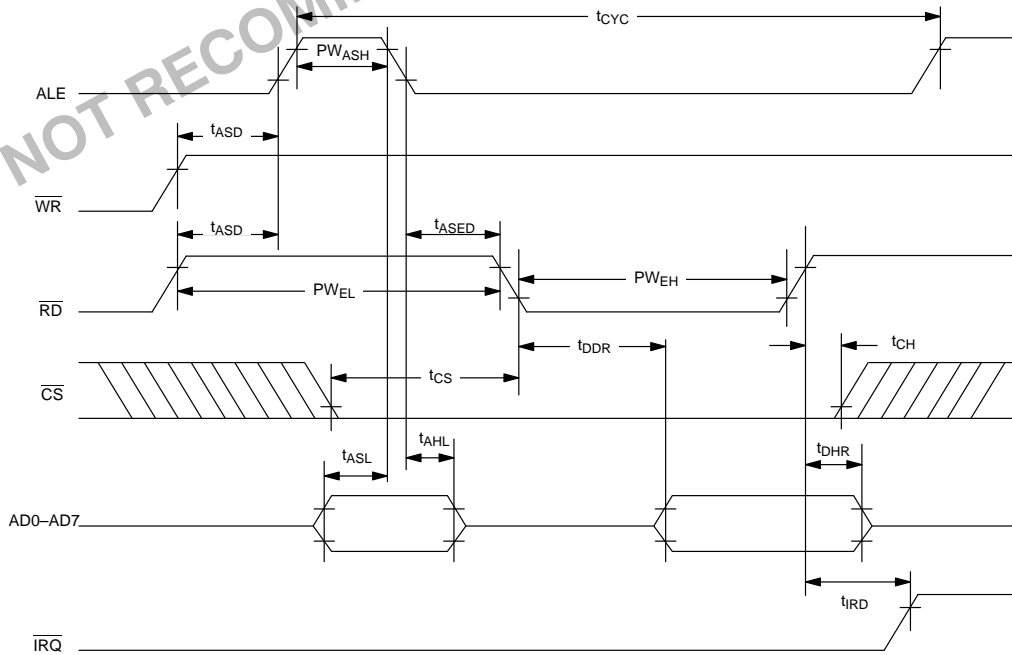 NOT RECOM
tCYC
PWASH
ALE
tASD
WR
tASD
tASED
PWEL
PWEH
RD
tDDR
tCH
tCS
CS
tASL
tAHL
tDHR
AD0–AD7
tIRD
IRQ